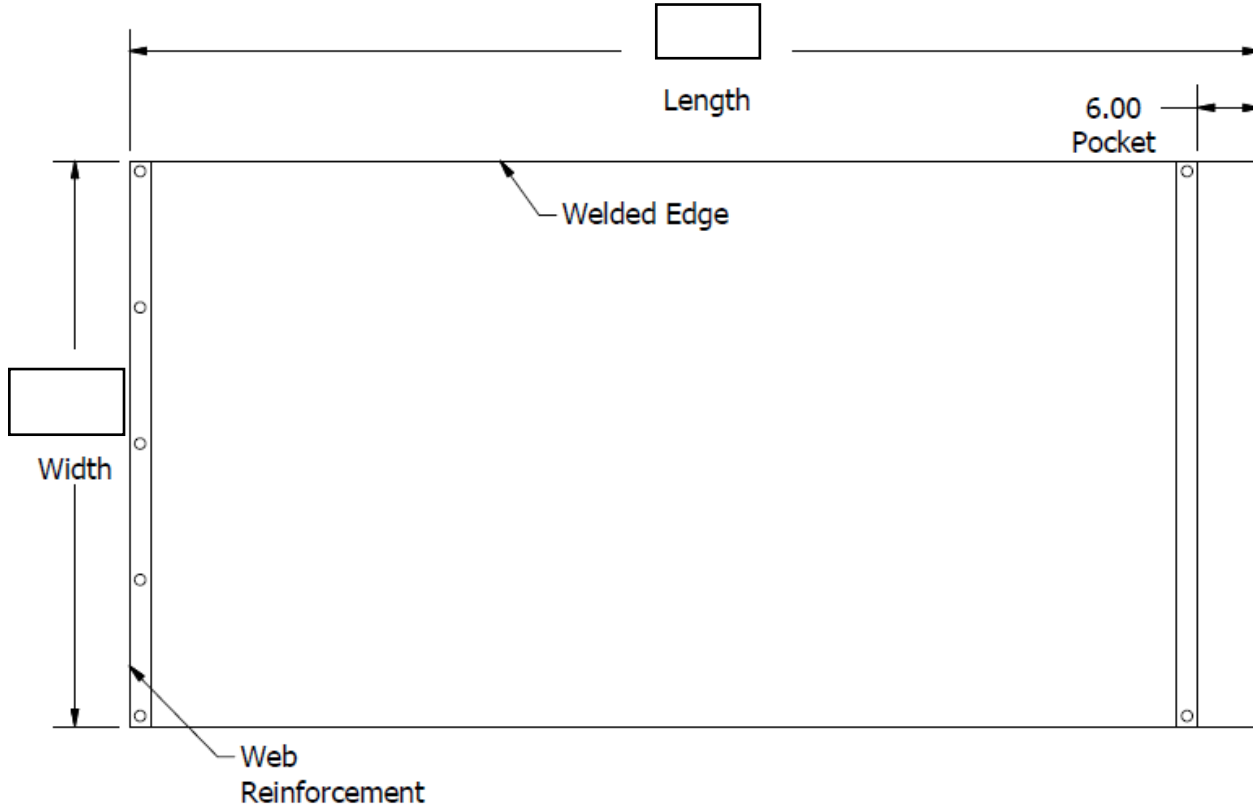 Length
6.00
Pocket
Welded Edge
Width
Web
Reinforcement